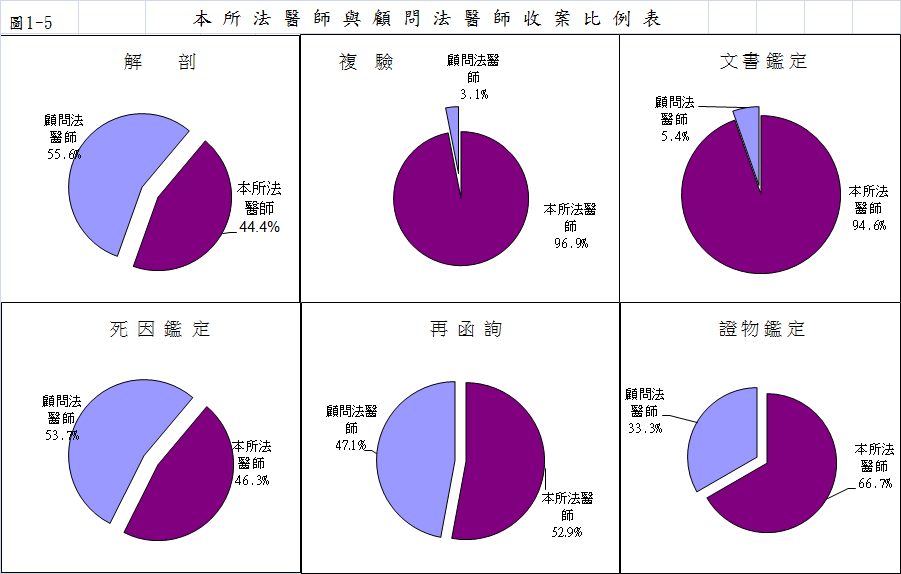 圖1-5
本所法醫師與顧問法醫師收案比例表
解剖
顧問法
醫師
55.6%
本所法
醫師
44.4%
複驗
顧問法醫
師
3.1%
本所法醫
師
96.9%
文書鑑定
顧問法
醫師
5.4%
本所法
醫師
94.6%
死因鑑定
顧問法
醫師
53.7%
本所法
醫師
46.3%
再函詢
顧問法醫
師
47.1%
本所法醫
師
52.9%
證物鑑定
顧問法
醫師
33.3%
本所法
醫師
66.7%